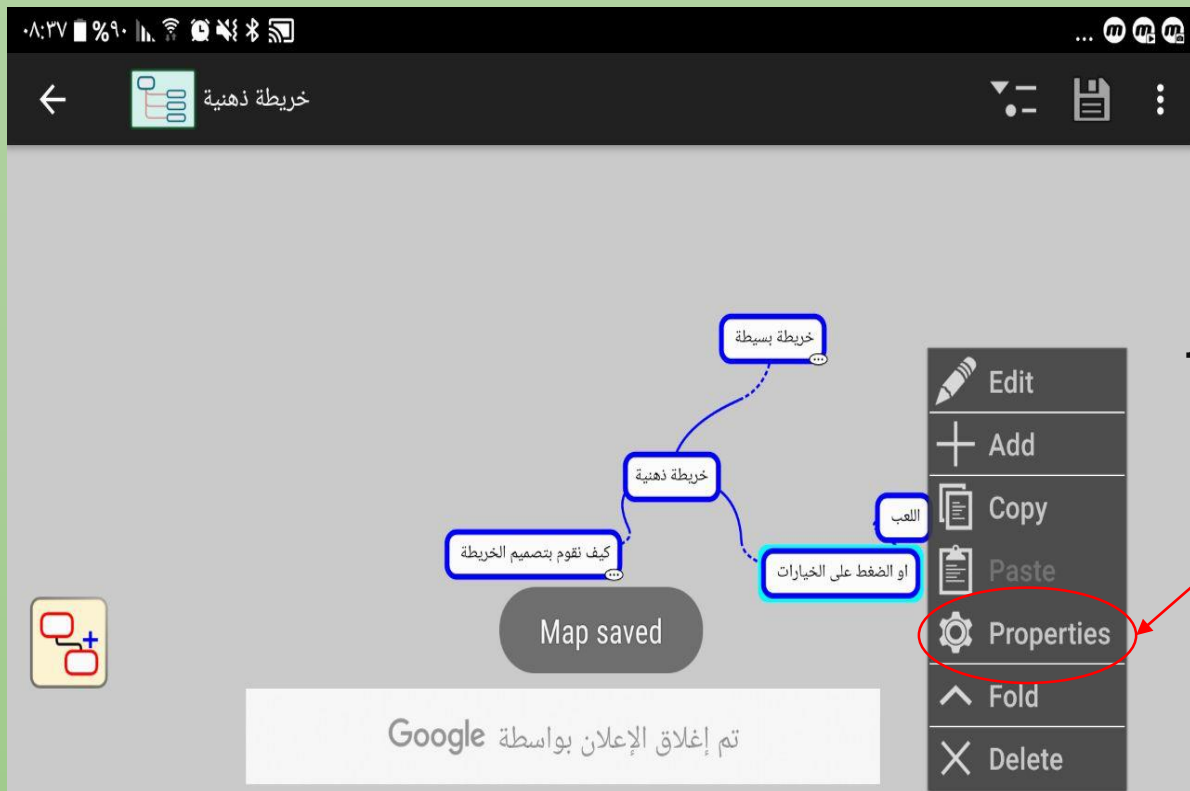 ٠٨:٣٧ %٩٠ ...
خريطة ذهنية
خريطة بسيطة
خريطة ذهنية
اللعب
كيف نقوم بتصميم الخريطة
او الضغط على الخيارات
Edit
Add
Copy
Paste
Properties
Fold
Delete
Map saved
تم إغلاق الإعلان بواسطة Google